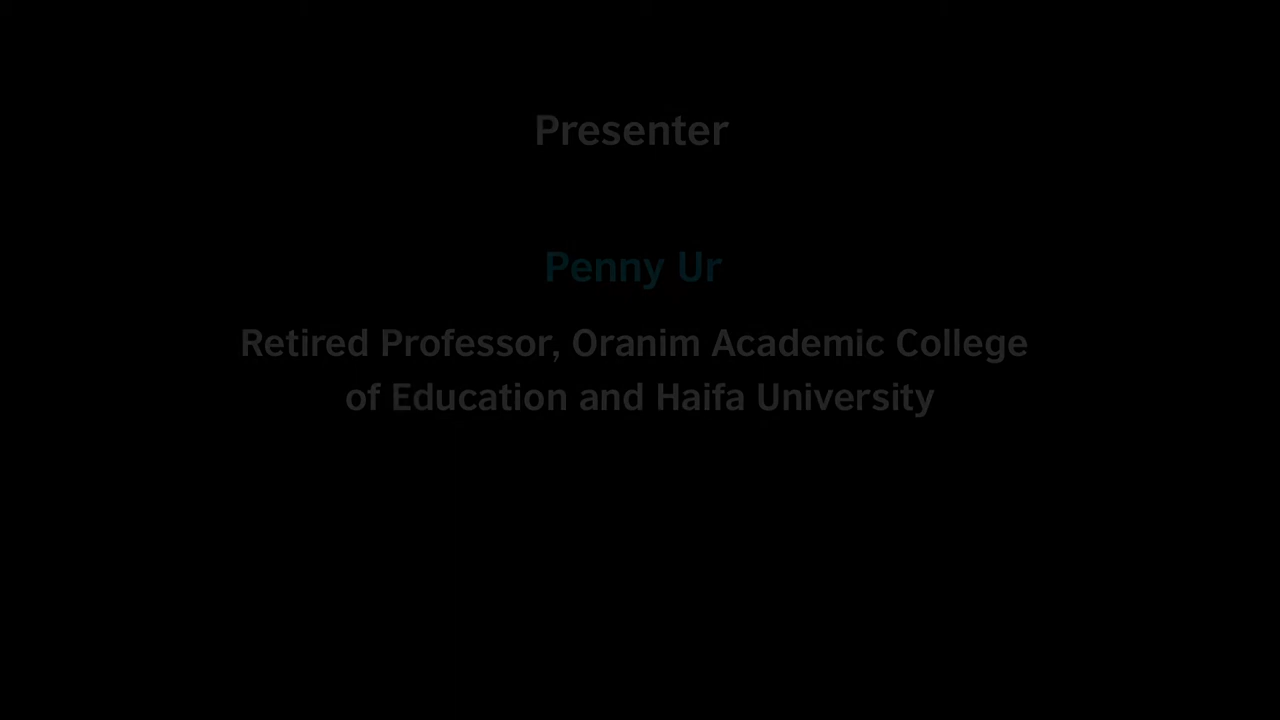 Presenter
Penny Ur
Retired Professor, Oranim Academic College
of Education and Haifa University